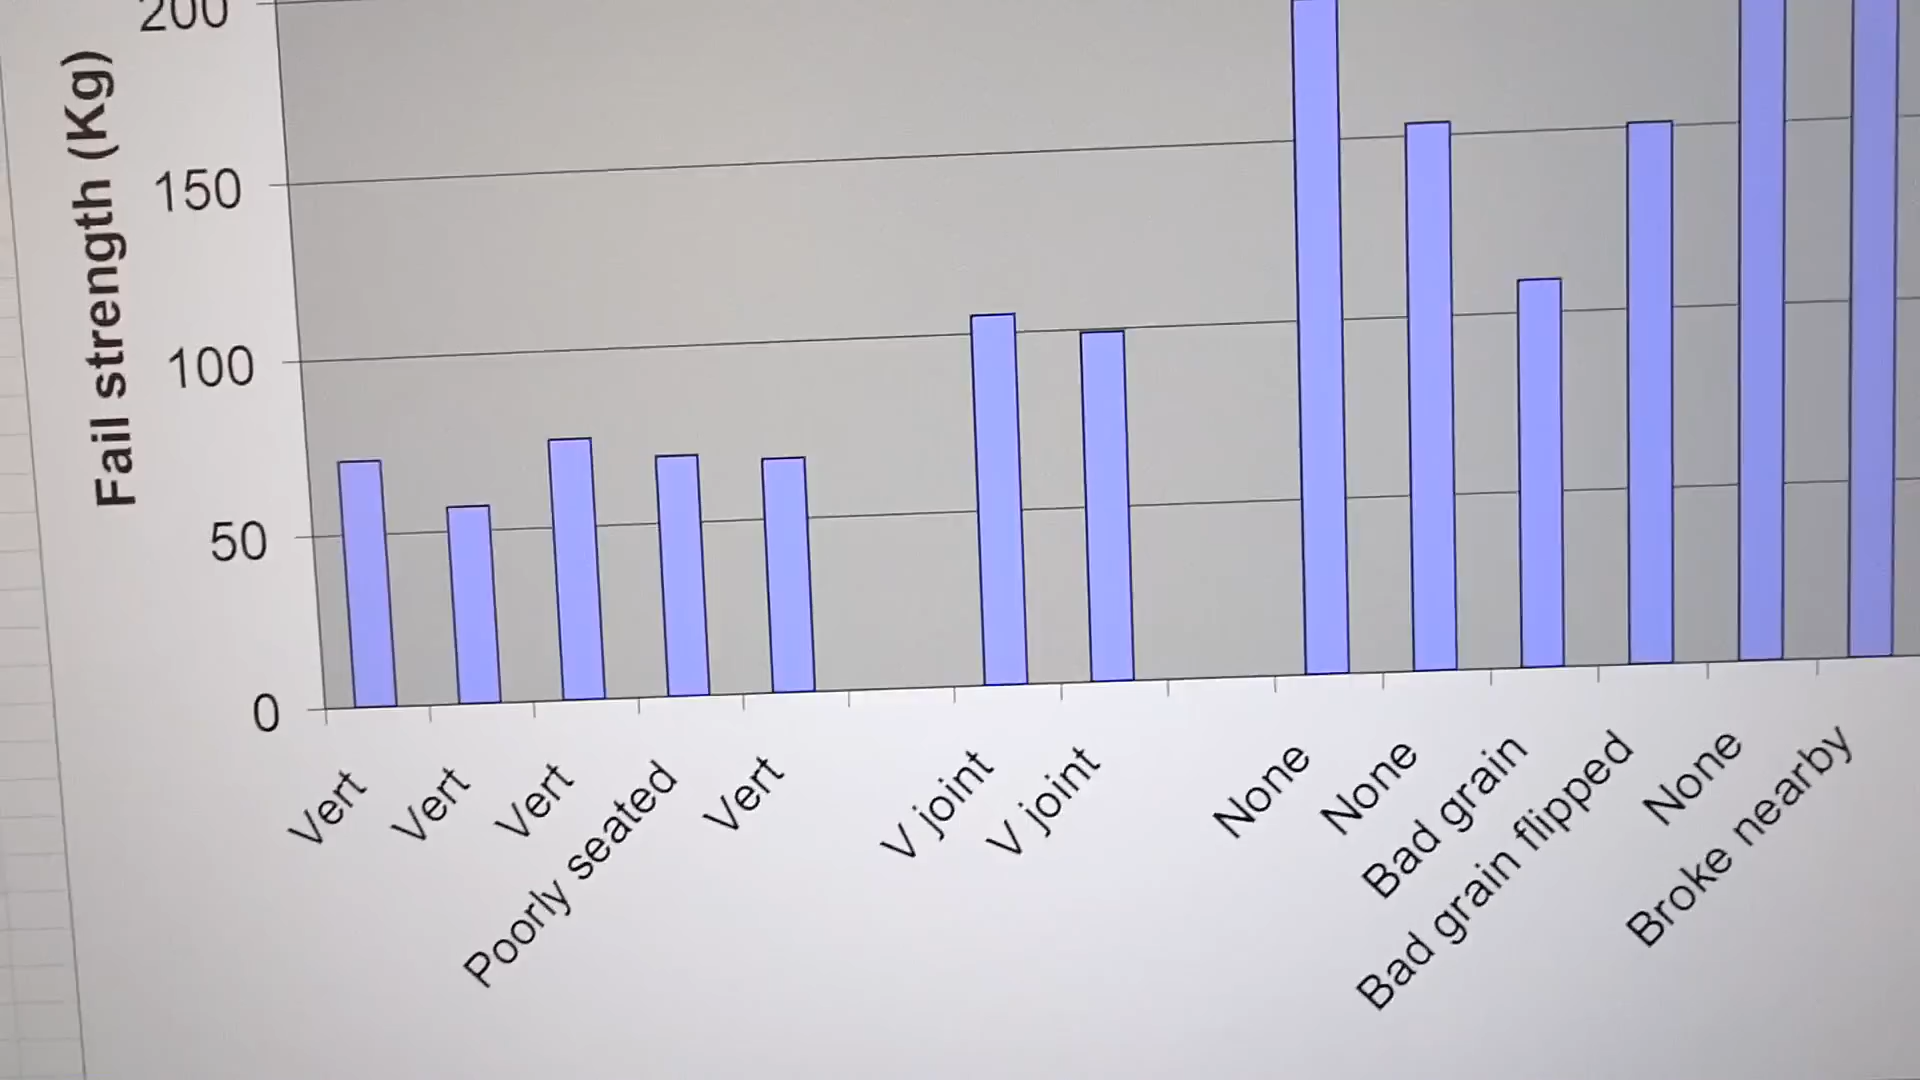 Fail strength (Kg)
200
150
100
50
0
Vert
Vert
Vert
Poorly seated
Vert
V joint
V joint
None
None
Bad grain
Bad grain flipped
None
Broke nearby